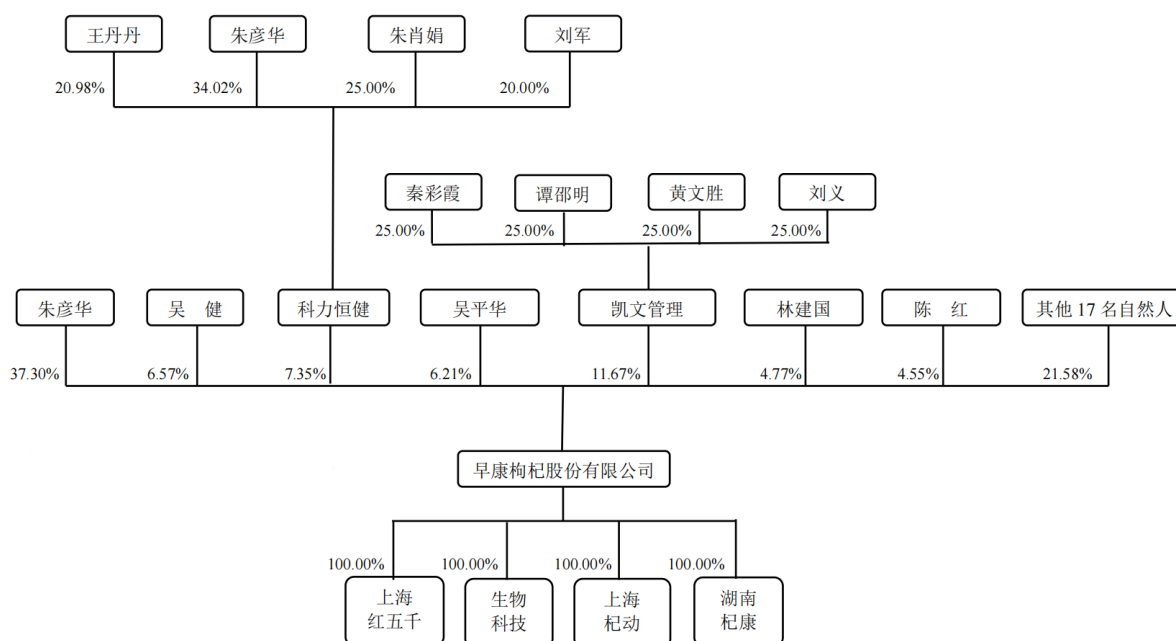 王丹丹
朱彦华
朱肖娟
刘军
20.98%
34.02%
25.00%
20.00%
秦彩霞
谭邵明
黄文胜
刘义
25.00%
25.00%
25.00%
25.00%
朱彦华
吴 健
科力恒健
吴平华
凯文管理
林建国
陈 红
其他 17 名自然人
37.30%
6.57%
7.35%
6.21%
11.67%
4.77%
4.55%
21.58%
早康枸杞股份有限公司
100.00%
100.00%
100.00%
100.00%
上海
红五千
生物
科技
上海
杞动
湖南
杞康